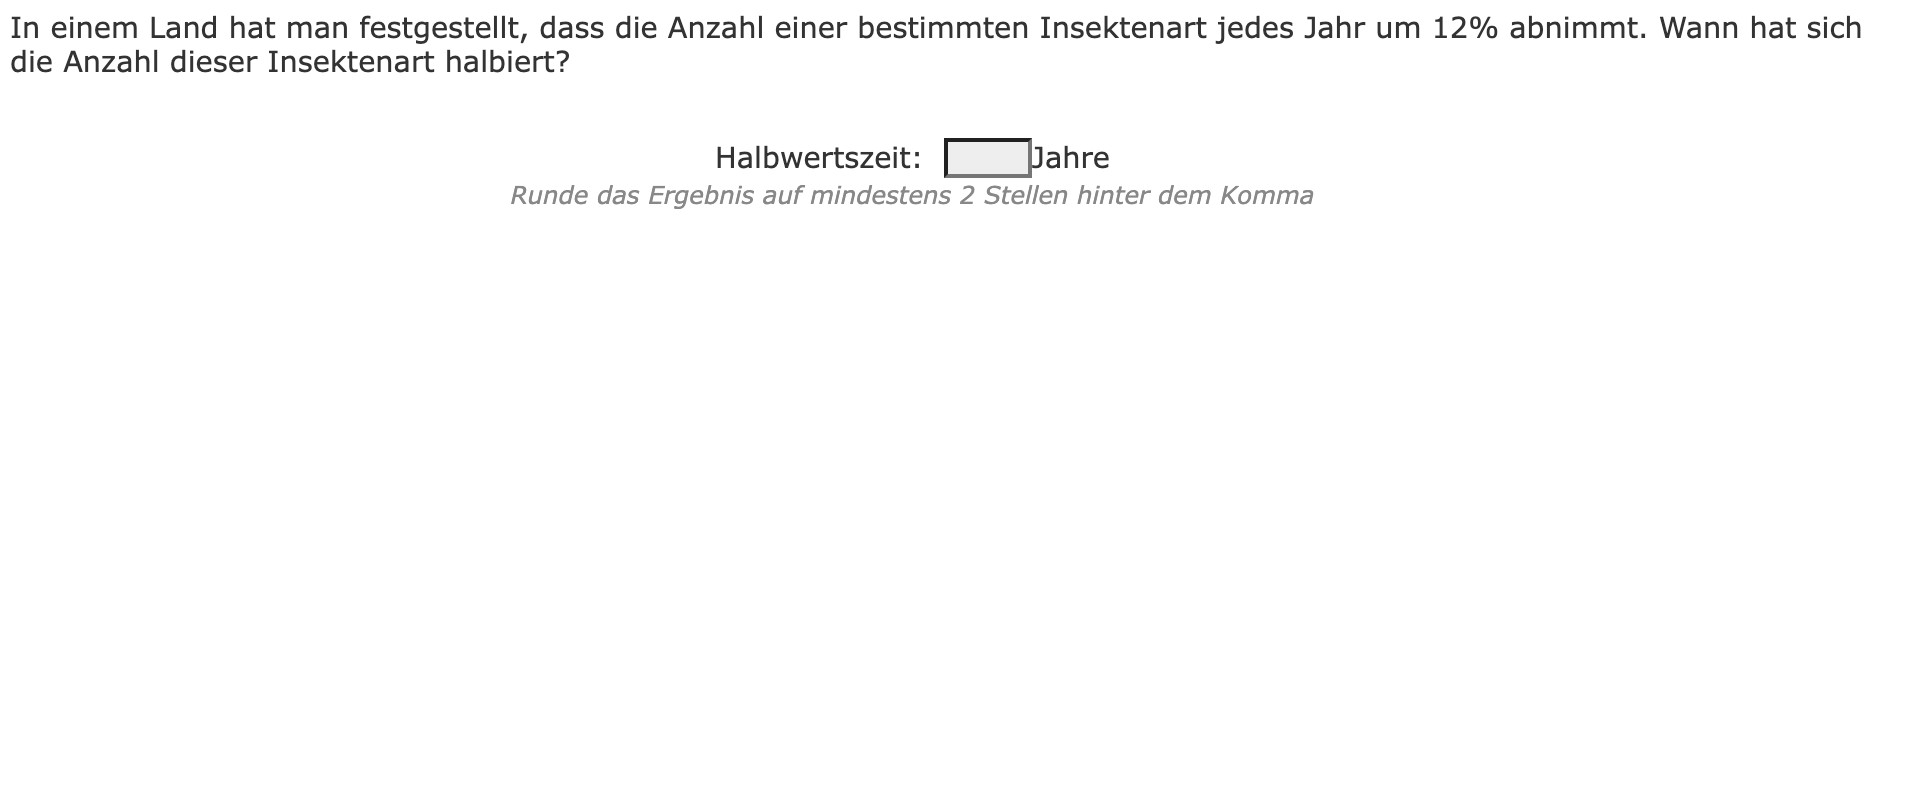 In einem Land hat man festgestellt, dass die Anzahl einer bestimmten Insektenart jedes Jahr um 12% abnimmt. Wann hat sich
die Anzahl dieser Insektenart halbiert?
Halbwertszeit: Jahre
Runde das Ergebnis auf mindestens 2 Stellen hinter dem Komma